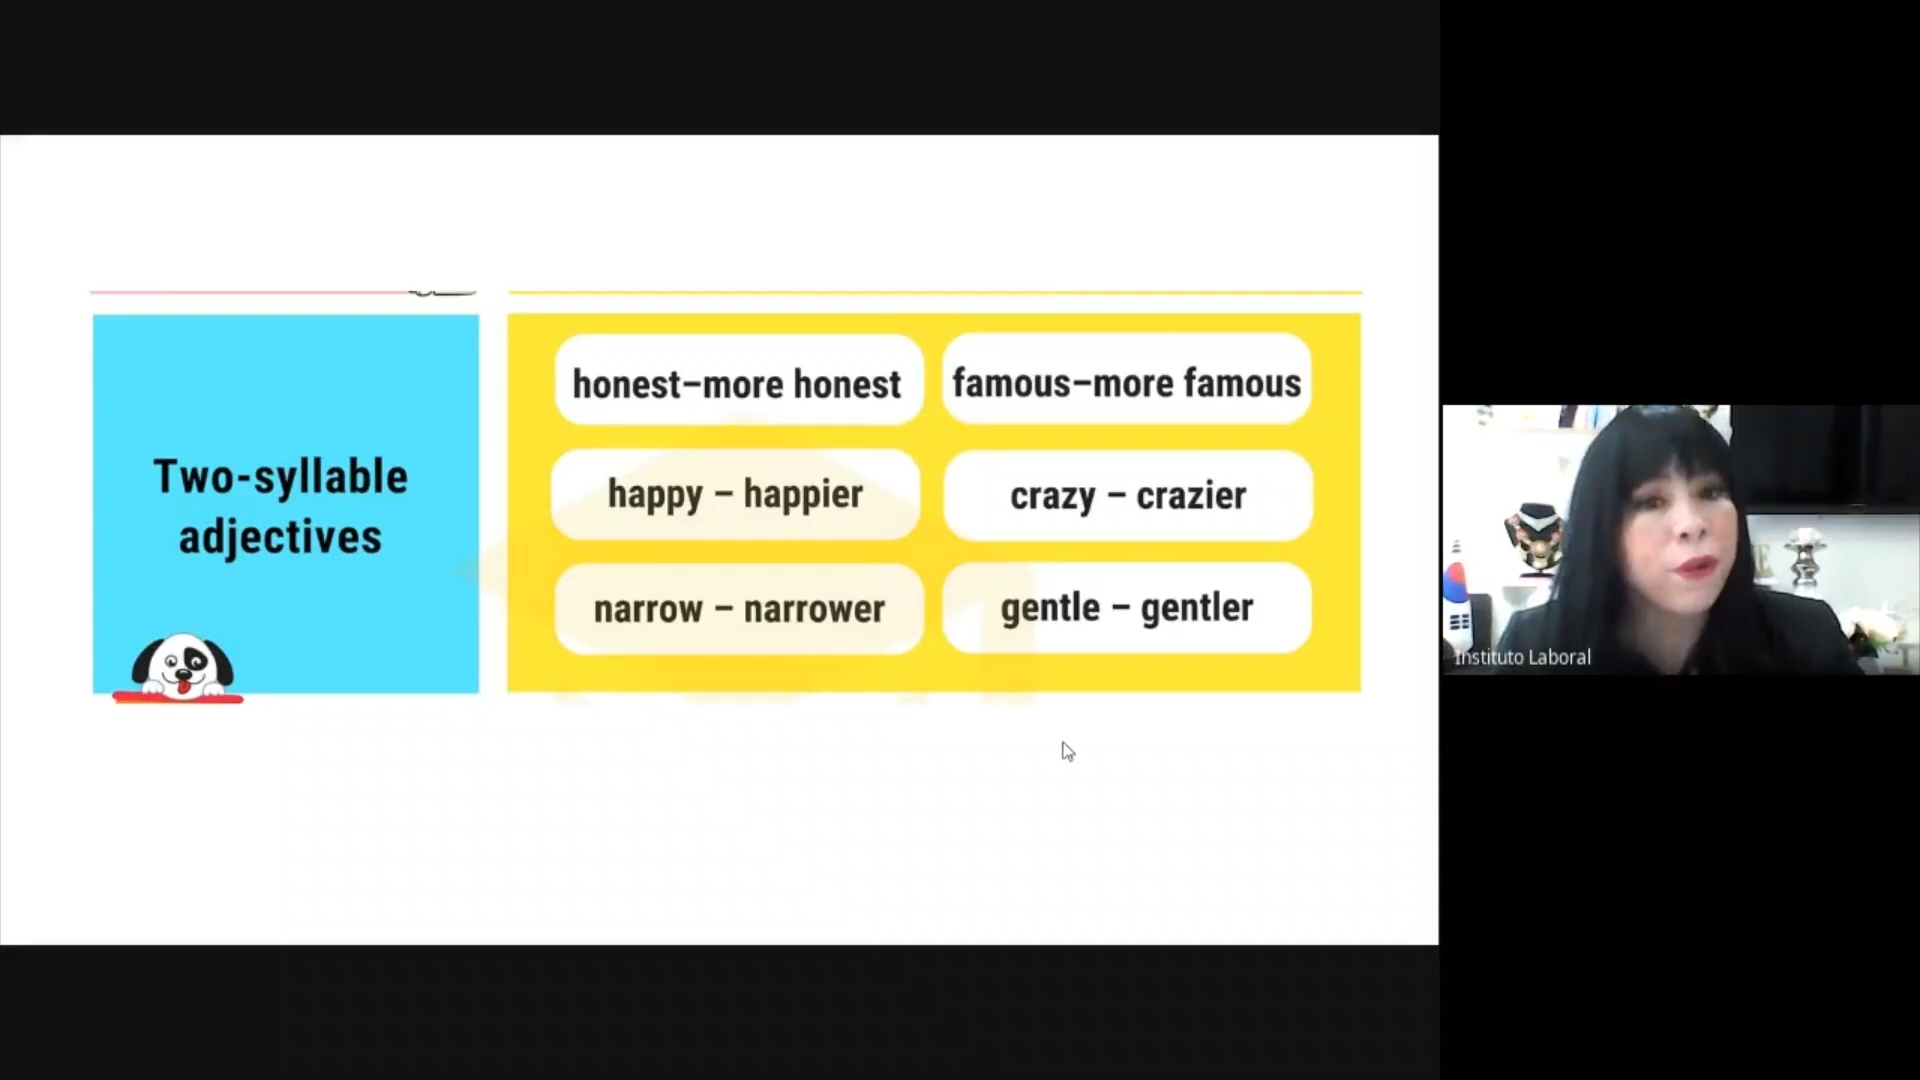 Two-syllable
adjectives
honest–more honest
famous–more famous
happy – happier
crazy – crazier
narrow – narrower
gentle – gentler
Instituto Laboral